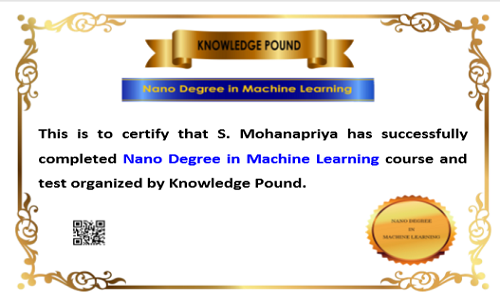 KNOWLEDGE POUND
Nano Degree in Machine Learning
This is to certify that S. Mohanapriya has successfully
completed Nano Degree in Machine Learning course and
test organized by Knowledge Pound.
NANO DEGREE
IN
MACHINE LEARNING